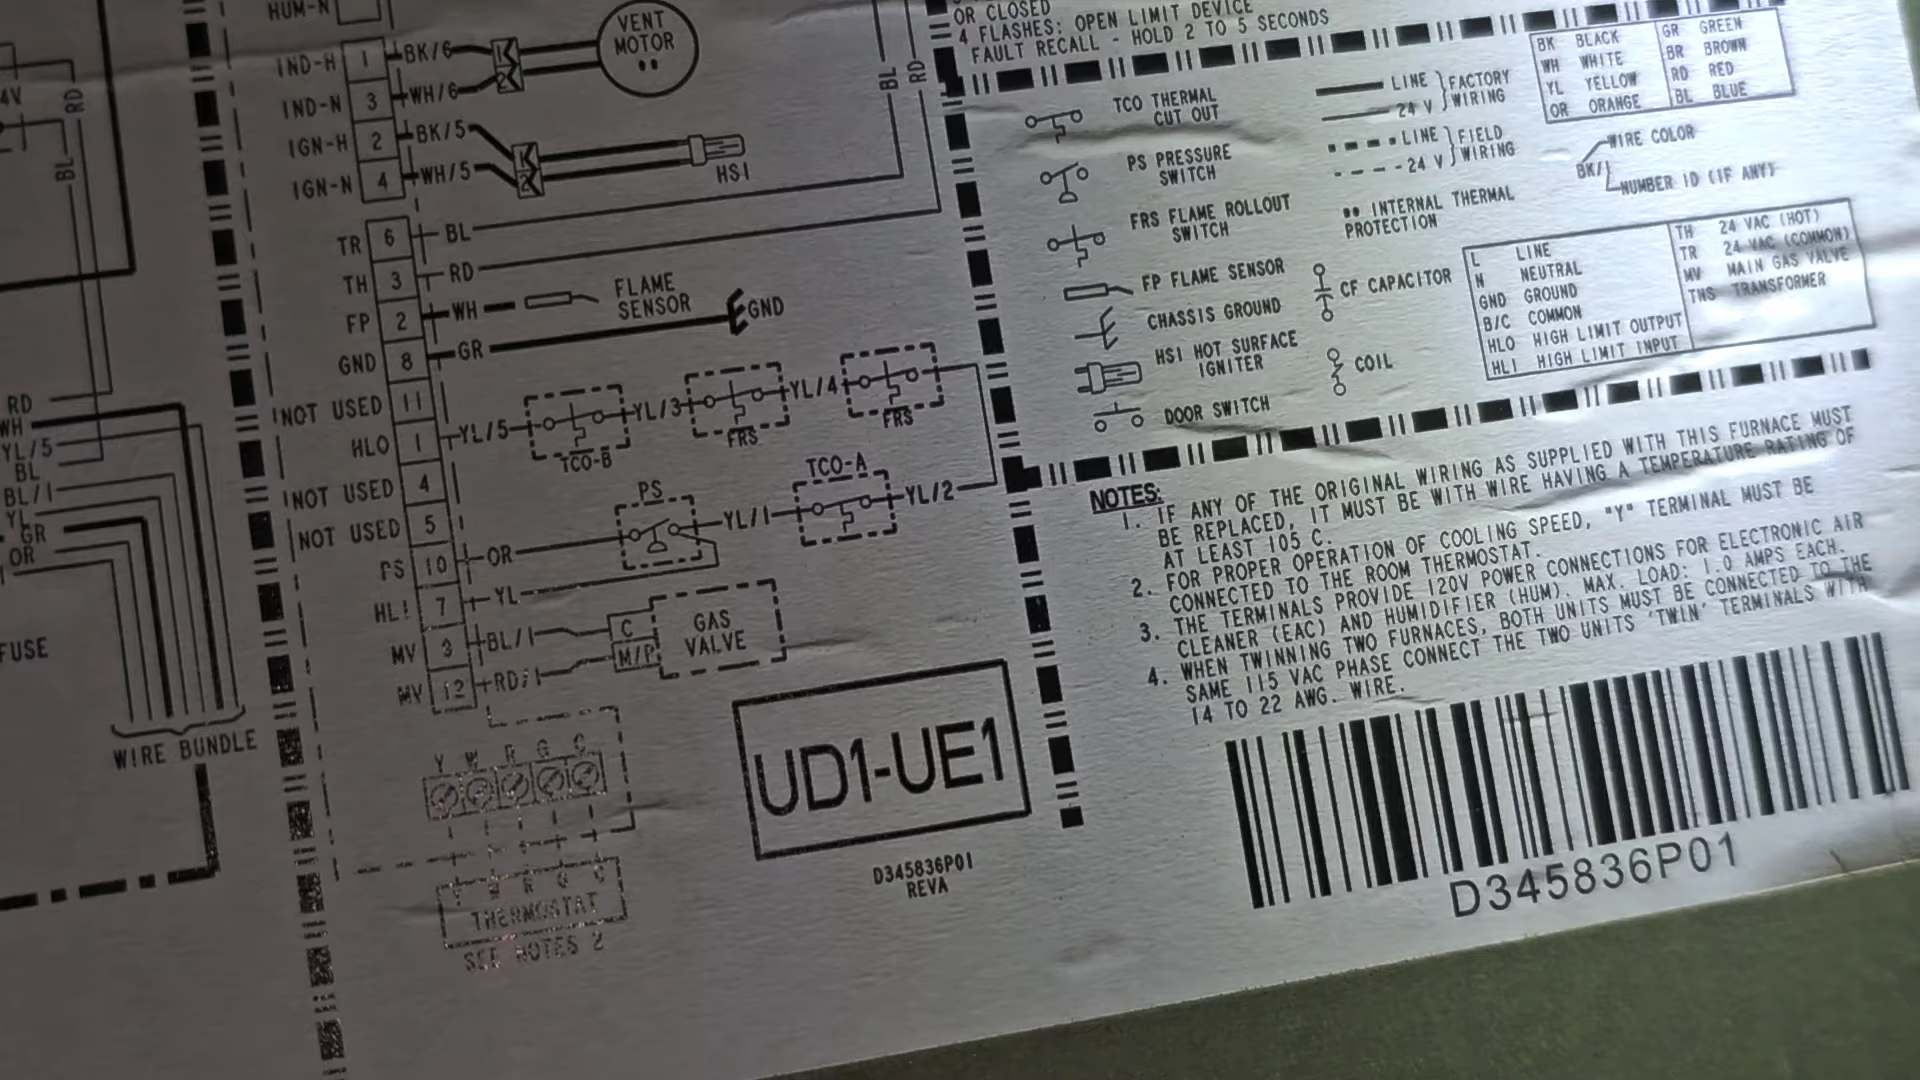 HUM-N
IND-H 1 BK/6
VENT
MOTOR
IND-N 3 WH/6
IGN-H 2 BK/5
IGN-N 4 WH/5
HSI
TR 6 BL
TH 3 RD
FP 2 WH
FLAME
SENSOR
GND 8 GR
GND
NOT USED 11
HLO 1 YL/5 YL/3 YL/4
TCO-B FRS FRS
NOT USED 4
NOT USED 5
PS TCO-A
YL/1 YL/2
PS 10 OR
HLI 7 YL
MV BL/1 C
MV 12 RD/1 M/P
GAS
VALVE
Y W R G
THERMOSTAT
SEE NOTES 2
4V
RD
BL
BL
RD
RD
WH
YL/5
BL
BL/1
YL
GR
OR
FUSE
WIRE BUNDLE
UD1-UE1
D345836P01
REVA
OR CLOSED
4 FLASHES: OPEN LIMIT DEVICE
FAULT RECALL - HOLD 2 TO 5 SECONDS
TCO THERMAL
CUT OUT
PS PRESSURE
SWITCH
FRS FLAME ROLLOUT
SWITCH
FP FLAME SENSOR
CHASSIS GROUND
HSI HOT SURFACE
IGNITER
DOOR SWITCH
LINE
24 V
FACTORY
WIRING
LINE
24 V
FIELD
WIRING
INTERNAL THERMAL
PROTECTION
CF CAPACITOR
COIL
BK BLACK GR GREEN
WH WHITE BR BROWN
YL YELLOW RD RED
OR ORANGE BL BLUE
WIRE COLOR
BK/1
NUMBER ID (IF ANY)
L LINE TH 24 VAC (HOT)
N NEUTRAL TR 24 VAC (COMMON)
GND GROUND MV MAIN GAS VALVE
B/C COMMON TNS TRANSFORMER
HLO HIGH LIMIT OUTPUT
HLI HIGH LIMIT INPUT
NOTES:
1. IF ANY OF THE ORIGINAL WIRING AS SUPPLIED WITH THIS FURNACE MUST
BE REPLACED, IT MUST BE WITH WIRE HAVING A TEMPERATURE RATING OF
AT LEAST 105 C.
2. FOR PROPER OPERATION OF COOLING SPEED, "Y" TERMINAL MUST BE
CONNECTED TO THE ROOM THERMOSTAT.
3. THE TERMINALS PROVIDE 120V POWER CONNECTIONS FOR ELECTRONIC AIR
CLEANER (EAC) AND HUMIDIFIER (HUM). MAX. LOAD: 1.0 AMPS EACH.
4. WHEN TWINNING TWO FURNACES, BOTH UNITS MUST BE CONNECTED TO THE
SAME 115 VAC PHASE CONNECT THE TWO UNITS 'TWIN' TERMINALS WITH
14 TO 22 AWG. WIRE.
D345836P01